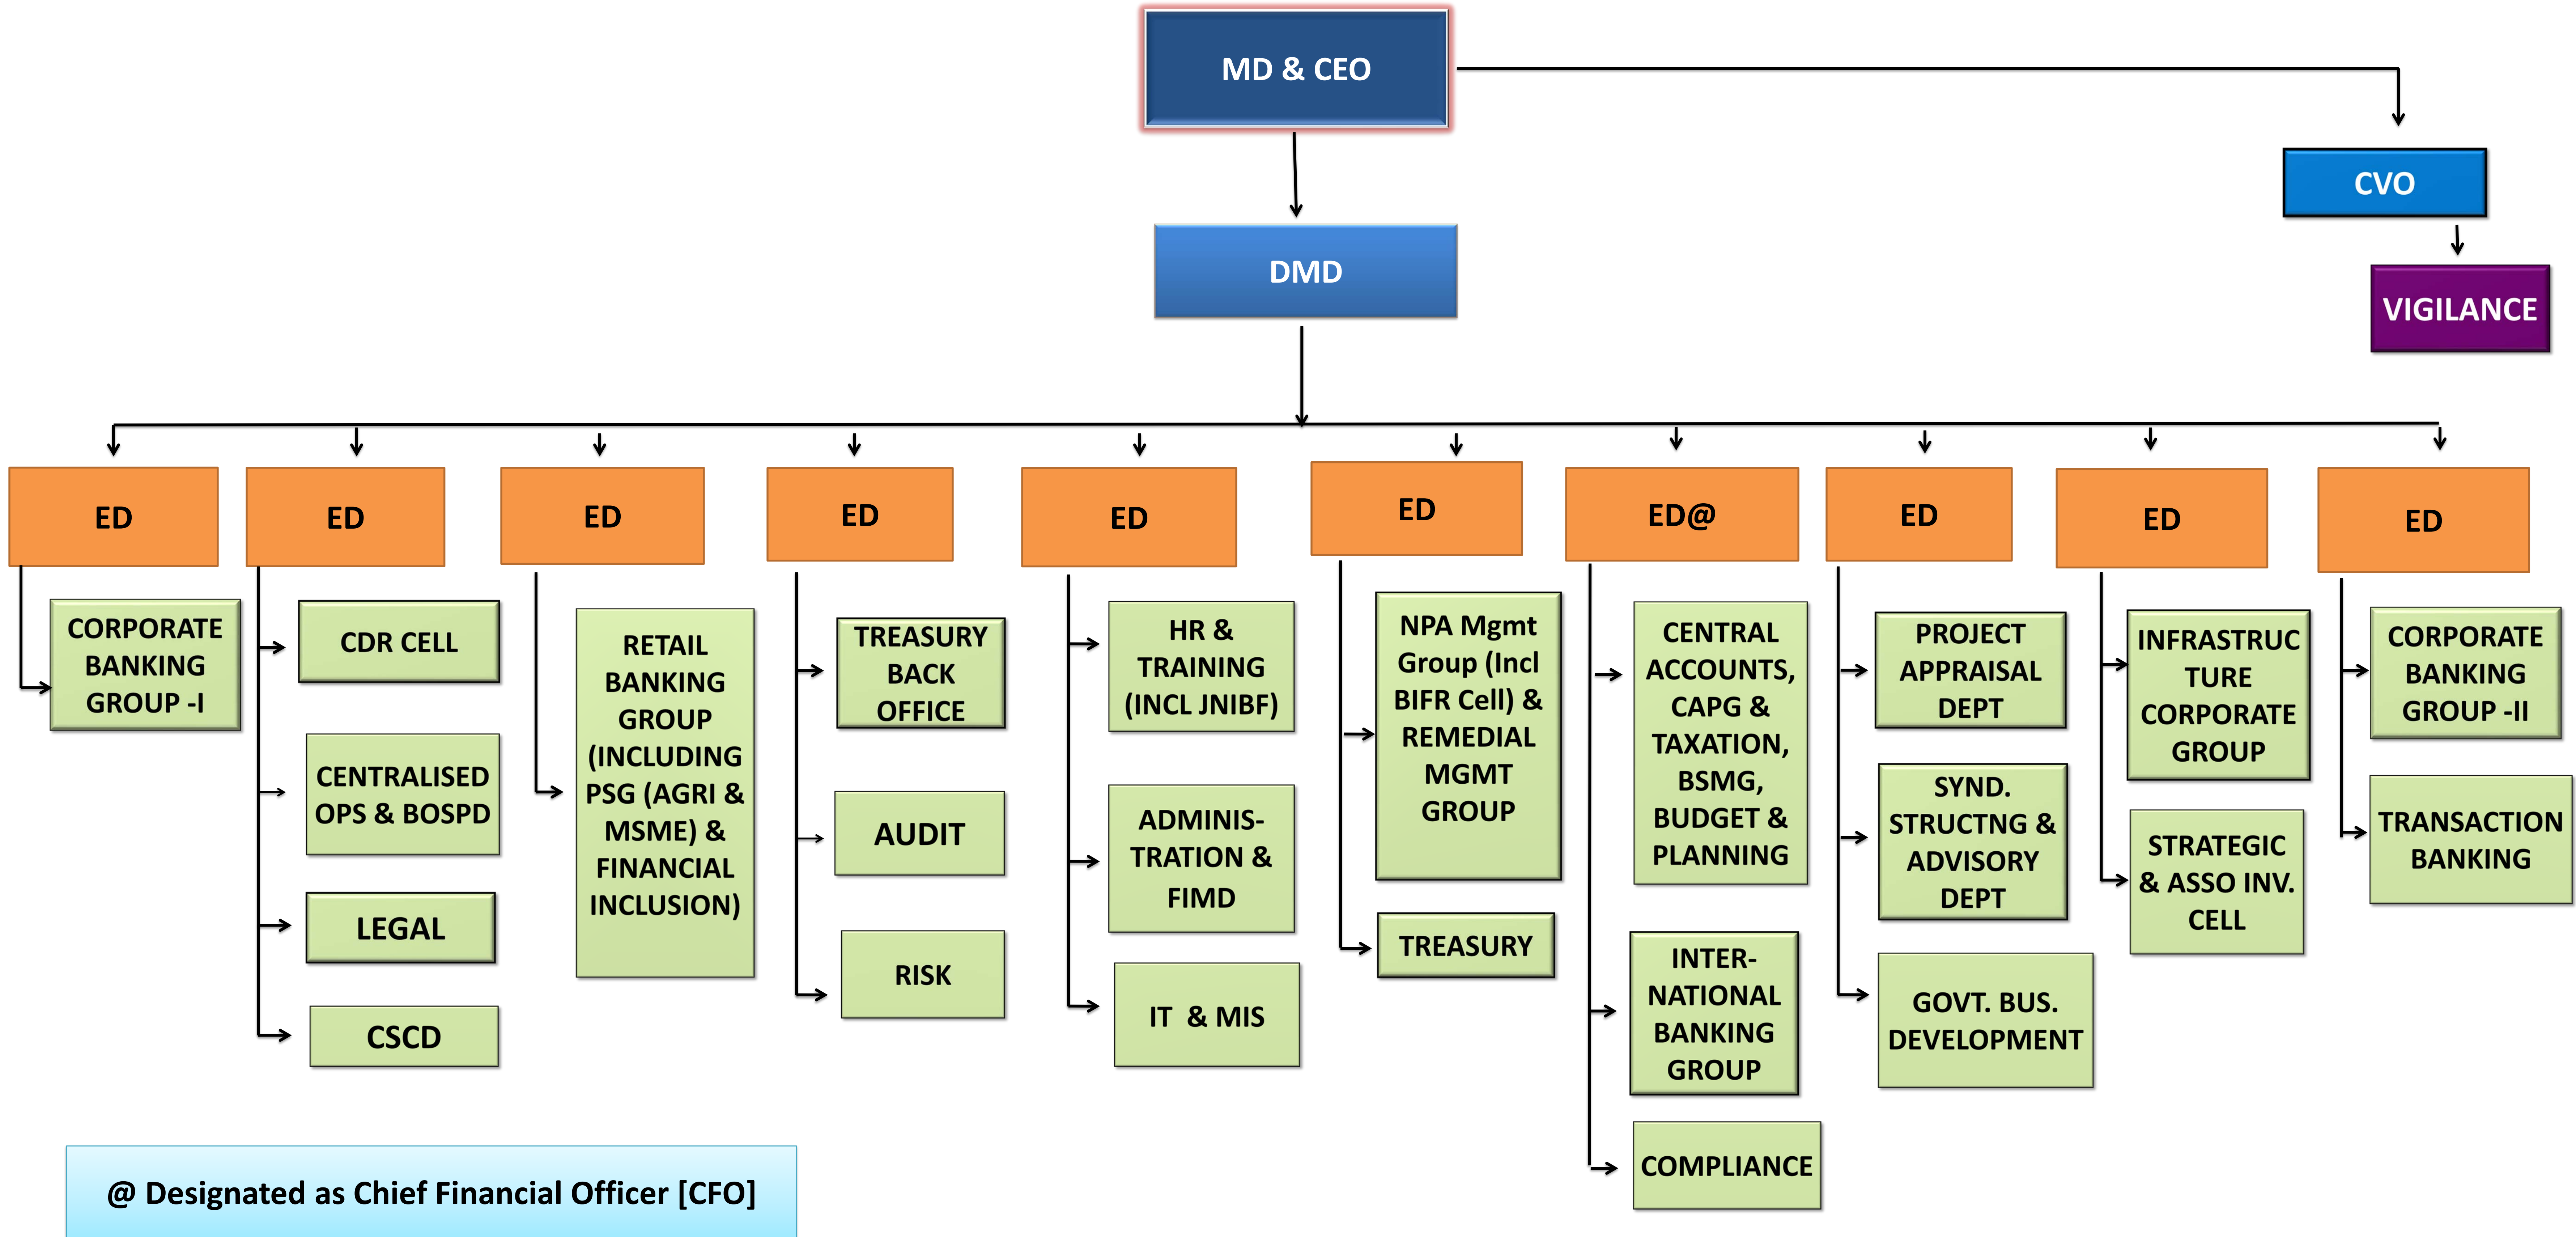 MD & CEO
CVO
DMD
VIGILANCE
ED
ED
ED
ED
ED
ED
ED@
ED
ED
ED
CORPORATE
BANKING
GROUP -I
CDR CELL
CENTRALISED
OPS & BOSPD
LEGAL
CSCD
RETAIL
BANKING
GROUP
(INCLUDING
PSG (AGRI &
MSME) &
FINANCIAL
INCLUSION)
TREASURY
BACK
OFFICE
AUDIT
RISK
HR &
TRAINING
(INCL JNIBF)
ADMINIS-
TRATION &
FIMD
IT & MIS
NPA Mgmt
Group (Incl
BIFR Cell) &
REMEDIAL
MGMT
GROUP
TREASURY
CENTRAL
ACCOUNTS,
CAPG &
TAXATION,
BSMG,
BUDGET &
PLANNING
INTER-
NATIONAL
BANKING
GROUP
COMPLIANCE
PROJECT
APPRAISAL
DEPT
SYND.
STRUCTNG &
ADVISORY
DEPT
GOVT. BUS.
DEVELOPMENT
INFRASTRUC
TURE
CORPORATE
GROUP
STRATEGIC
& ASSO INV.
CELL
CORPORATE
BANKING
GROUP -II
TRANSACTION
BANKING
@ Designated as Chief Financial Officer [CFO]